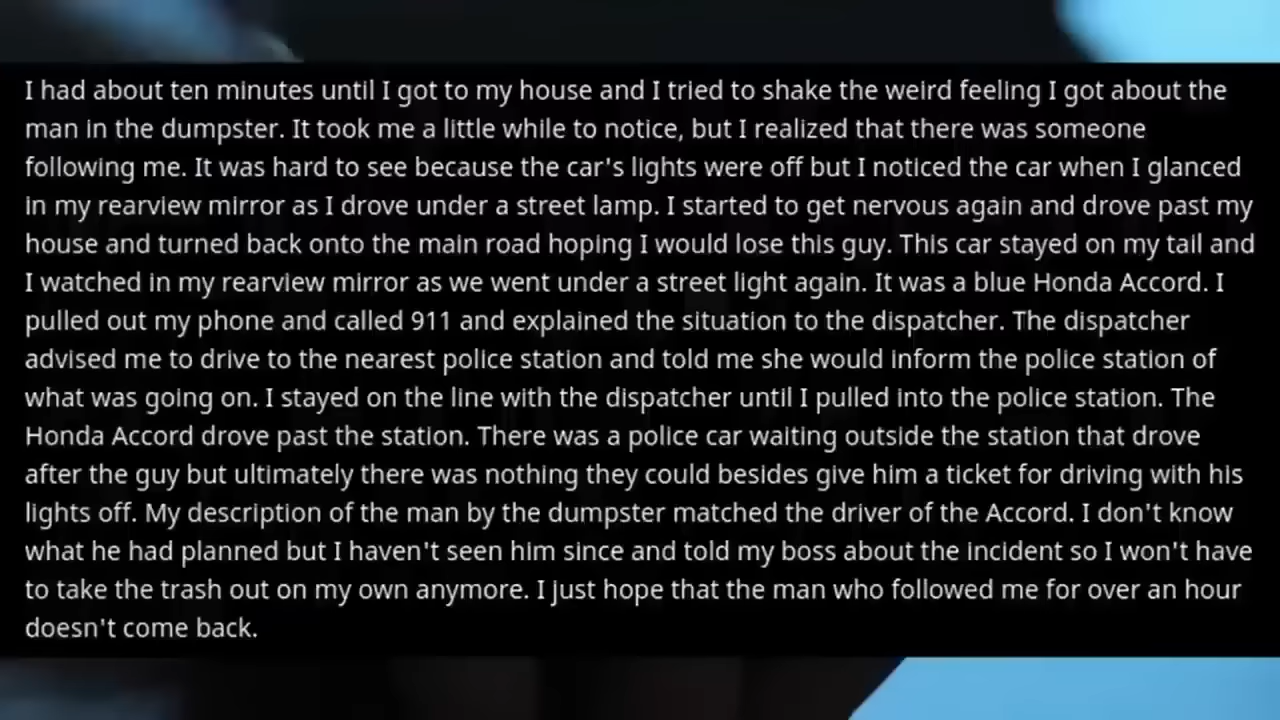 I had about ten minutes until I got to my house and I tried to shake the weird feeling I got about the
man in the dumpster. It took me a little while to notice, but I realized that there was someone
following me. It was hard to see because the car's lights were off but I noticed the car when I glanced
in my rearview mirror as I drove under a street lamp. I started to get nervous again and drove past my
house and turned back onto the main road hoping I would lose this guy. This car stayed on my tail and
I watched in my rearview mirror as we went under a street light again. It was a blue Honda Accord. I
pulled out my phone and called 911 and explained the situation to the dispatcher. The dispatcher
advised me to drive to the nearest police station and told me she would inform the police station of
what was going on. I stayed on the line with the dispatcher until I pulled into the police station. The
Honda Accord drove past the station. There was a police car waiting outside the station that drove
after the guy but ultimately there was nothing they could besides give him a ticket for driving with his
lights off. My description of the man by the dumpster matched the driver of the Accord. I don't know
what he had planned but I haven't seen him since and told my boss about the incident so I won't have
to take the trash out on my own anymore. I just hope that the man who followed me for over an hour
doesn't come back.